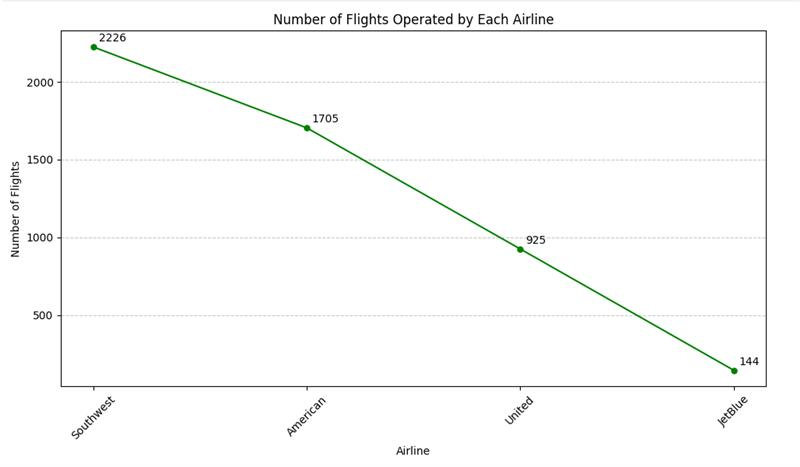 Number of Flights Operated by Each Airline
2226
2000
1705
1500
1000
925
500
144
Number of Flights
Southwest
American
United
JetBlue
Airline